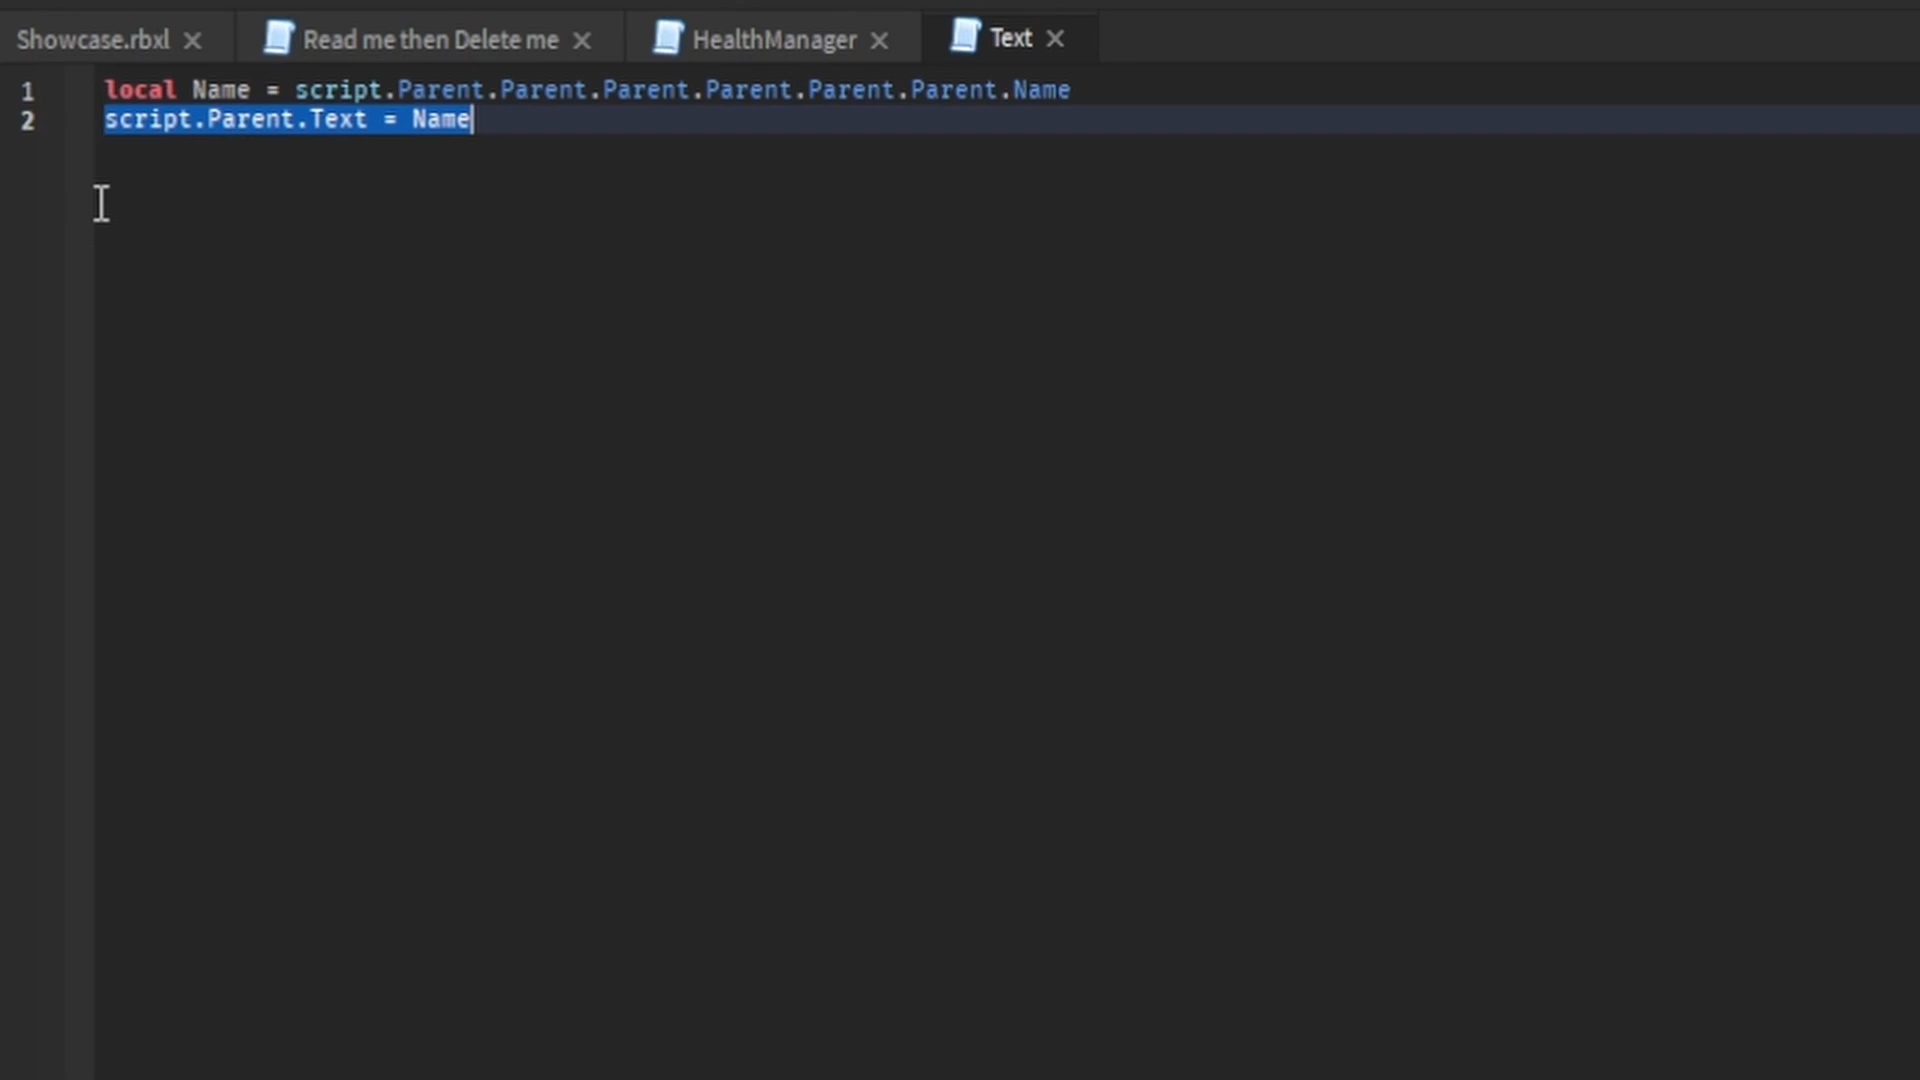 Showcase.rbxl Read me then Delete me HealthManager Text
1 local Name = script.Parent.Parent.Parent.Parent.Parent.Parent.Name
2 script.Parent.Text = Name